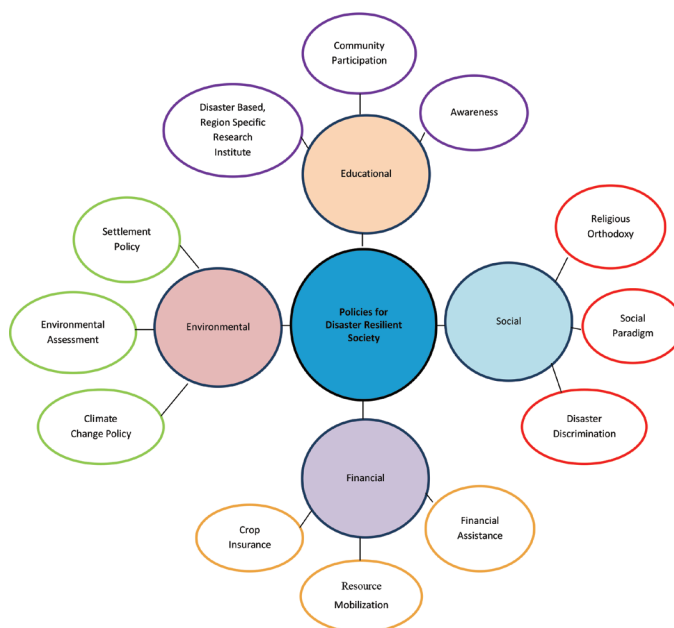 Community
Participation
Disaster Based,
Region Specific
Research
Institute
Awareness
Educational
Settlement
Policy
Religious
Orthodoxy
Environmental
Assessment
Environmental
Policies for
Disaster Resilient
Society
Social
Social
Paradigm
Climate
Change Policy
Disaster
Discrimination
Financial
Crop
Insurance
Financial
Assistance
Resource
Mobilization